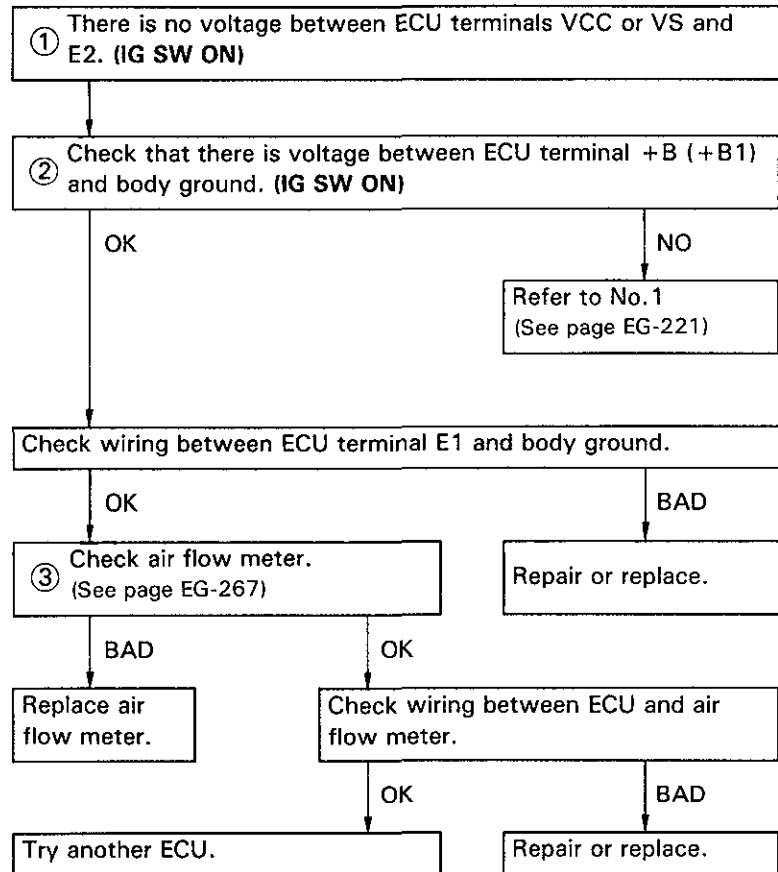 ① There is no voltage between ECU terminals VCC or VS and
E2. (IG SW ON)
② Check that there is voltage between ECU terminal +B (+B1)
and body ground. (IG SW ON)
OK
NO
Refer to No.1
(See page EG-221)
Check wiring between ECU terminal E1 and body ground.
OK
BAD
③ Check air flow meter.
(See page EG-267)
Repair or replace.
BAD
OK
Replace air
flow meter.
Check wiring between ECU and air
flow meter.
OK
BAD
Try another ECU.
Repair or replace.